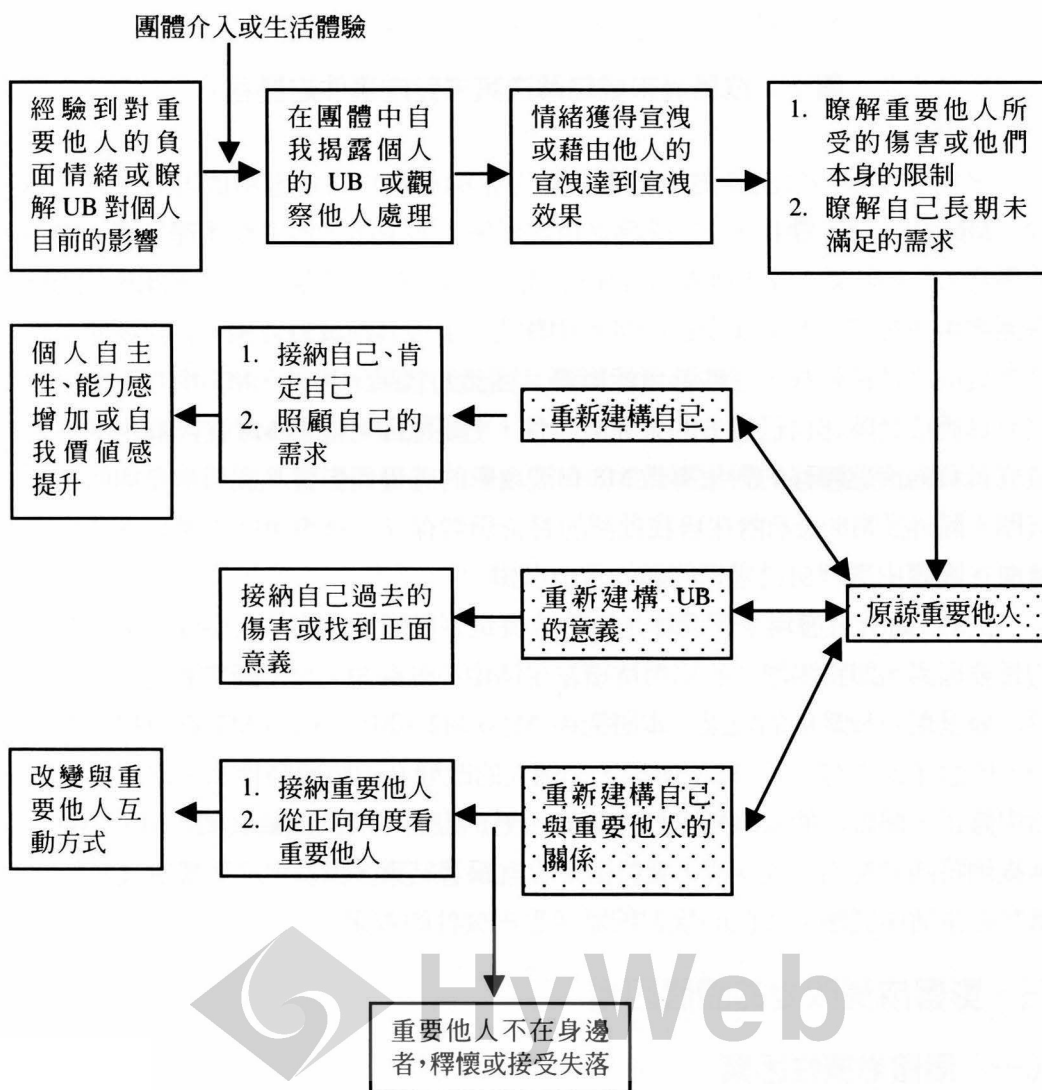 團體介入或生活體驗
經驗到對重
要他人的負
面情緒或瞭
解 UB 對個人
目前的影響
在團體中自
我揭露個人
的 UB 或觀
察他人處理
情緒獲得宣洩
或藉由他人的
宣洩達到宣洩
效果
1. 瞭解重要他人所
受的傷害或他們
本身的限制
2. 瞭解自己長期未
滿足的需求
個人自主
性、能力感
增加或自
我價值感
提升
1. 接納自己、肯
定自己
2. 照顧自己的
需求
重新建構自己
接納自己過去的
傷害或找到正面
意義
重新建構 UB
的意義
原諒重要他人
改變與重
要他人互
動方式
1. 接納重要他人
2. 從正向角度看
重要他人
重新建構自己
與重要他人的
關係
HyWeb
重要他人不在身邊
者，釋懷或接受失落